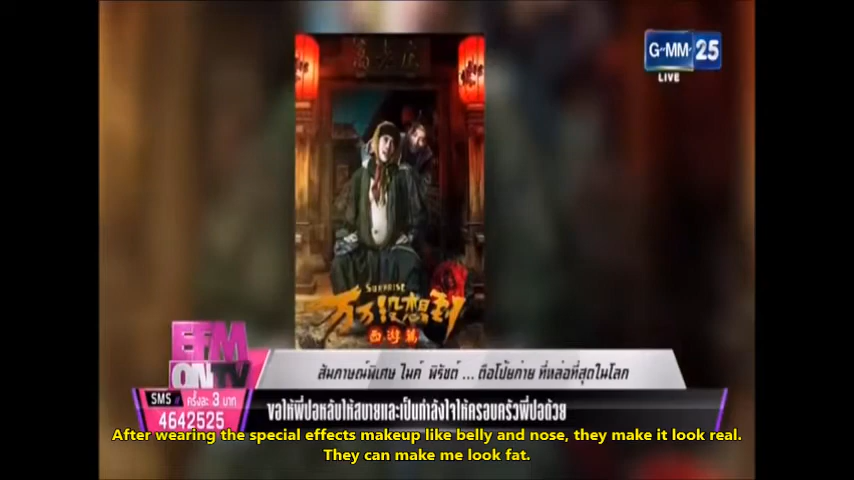 GMM 25
LIVE
SURPRISE
万万没想到
西游篇
EFM
ON TV
สัมภาษณ์พิเศษ ไมค์ พิรัชต์ ... ตือโป๊ยก่าย ที่หล่อที่สุดในโลก
SMS // ครั้งละ 3 บาท
4642525
ขอให้พี่ปอหลับให้สบายและเป็นกำลังใจให้ครอบครัวพี่ปอด้วย
After wearing the special effects makeup like belly and nose, they make it look real.
They can make me look fat.